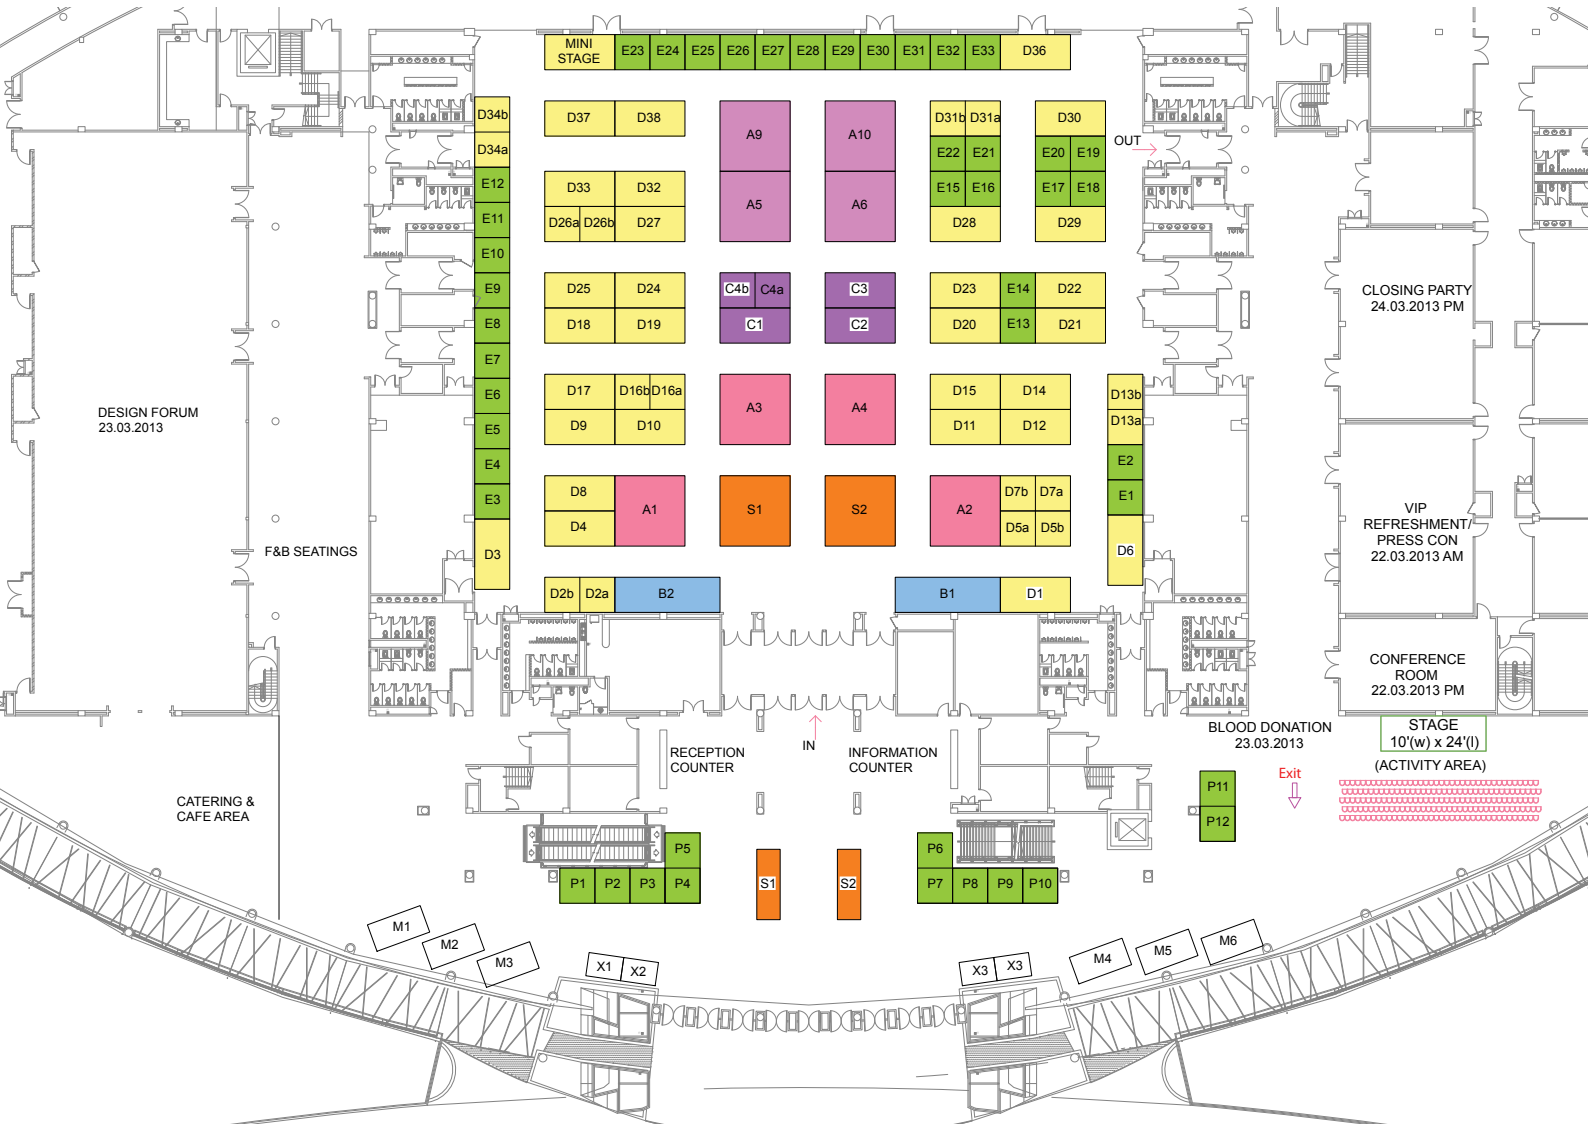 MINI
STAGE
E23 E24 E25 E26 E27 E28 E29 E30 E31 E32 E33 D36
D34b D37 D38 A9 A10 D31b D31a D30
D34a E22 E21 E20 E19 OUT
E12 D33 D32 A5 A6 E15 E16 E17 E18
E11 D26a D26b D27 D28 D29
E10
E9 D25 D24 C4b C4a C3 D23 E14 D22
E8 D18 D19 C1 C2 D20 E13 D21
E7
E6 D17 D16b D16a A3 A4 D15 D14 D13b
E5 D9 D10 D11 D12 D13a
E4 E2
E3 D8 A1 S1 S2 A2 D7b D7a E1
D4 D5a D5b
D3 D6
D2b D2a B2 B1 D1
CLOSING PARTY
24.03.2013 PM
DESIGN FORUM
23.03.2013
F&B SEATINGS
VIP
REFRESHMENT/
PRESS CON
22.03.2013 AM
CONFERENCE
ROOM
22.03.2013 PM
BLOOD DONATION
23.03.2013
STAGE
10'(w) x 24'(l)
(ACTIVITY AREA)
Exit
RECEPTION
COUNTER
IN
INFORMATION
COUNTER
CATERING &
CAFE AREA
P11
P12
P5 P6
P1 P2 P3 P4 S1 S2 P7 P8 P9 P10
M1 M2 M3 X1 X2 X3 X3 M4 M5 M6